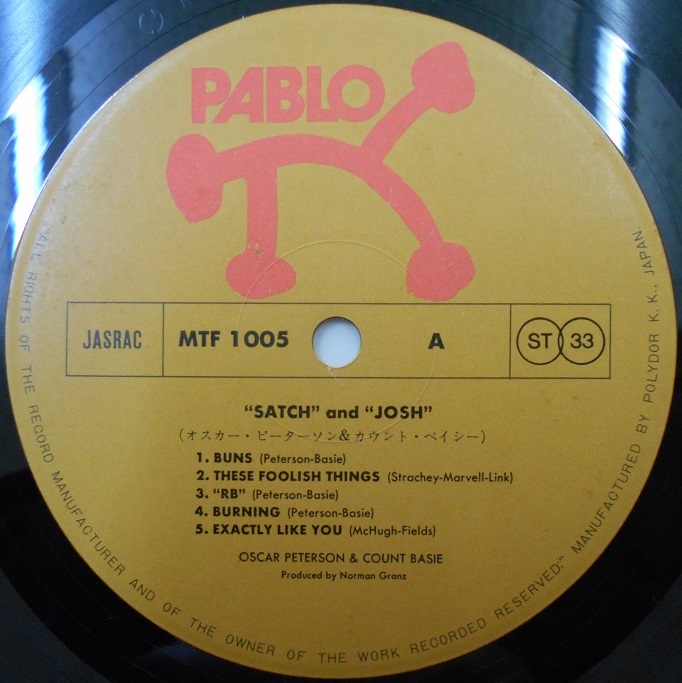 PABLO
JASRAC
MTF 1005
A
ST 33
“SATCH” and “JOSH”
(オスカー・ピーターソン&カウント・ベイシー)
1. BUNS (Peterson-Basie)
2. THESE FOOLISH THINGS (Strachey-Marvell-Link)
3. “RB” (Peterson-Basie)
4. BURNING (Peterson-Basie)
5. EXACTLY LIKE YOU (McHugh-Fields)
OSCAR PETERSON & COUNT BASIE
Produced by Norman Granz
"ALL RIGHTS OF THE RECORD MANUFACTURER AND OF THE OWNER OF THE WORK RECORDED RESERVED;" MANUFACTURED BY POLYDOR K.K., JAPAN.